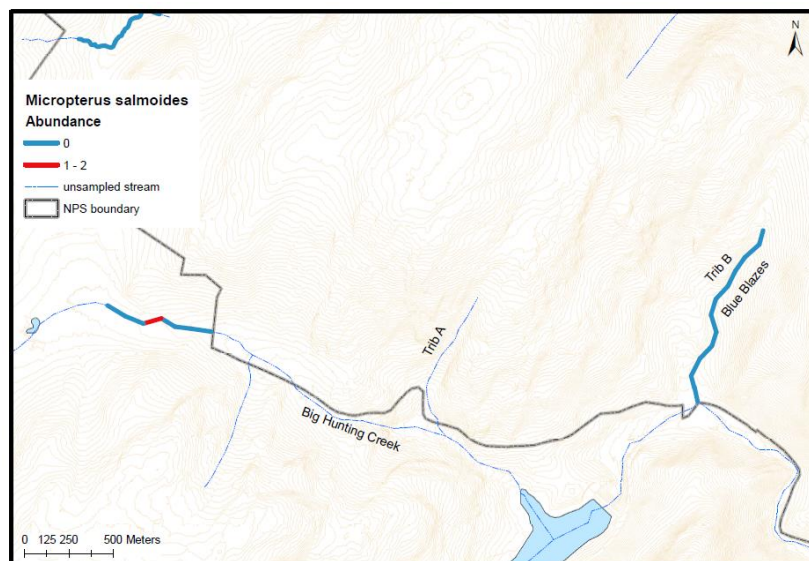 N
Micropterus salmoides
Abundance
0
1 - 2
unsampled stream
NPS boundary
Trib B
Blue Blazes
Trib A
Big Hunting Creek
0 125 250 500 Meters